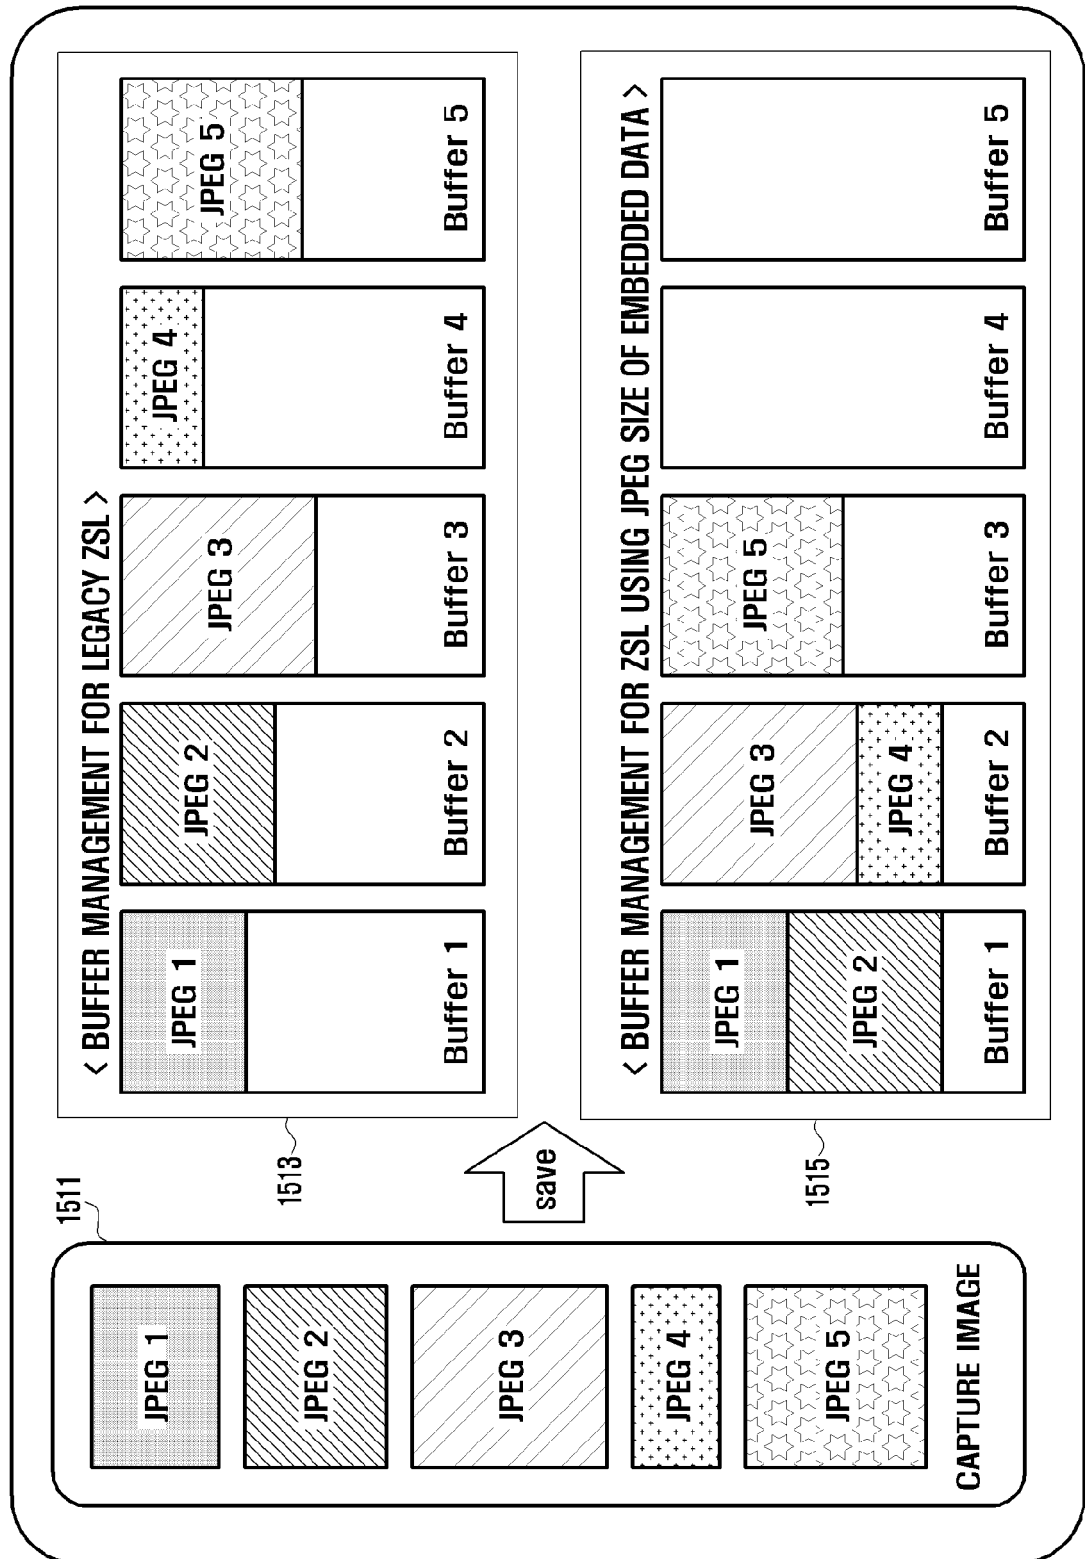 1511
JPEG 1
JPEG 2
JPEG 3
JPEG 4
JPEG 5
CAPTURE IMAGE
save
1513
< BUFFER MANAGEMENT FOR LEGACY ZSL >
JPEG 1
Buffer 1
JPEG 2
Buffer 2
JPEG 3
Buffer 3
JPEG 4
Buffer 4
JPEG 5
Buffer 5
1515
< BUFFER MANAGEMENT FOR ZSL USING JPEG SIZE OF EMBEDDED DATA >
JPEG 1
JPEG 2
Buffer 1
JPEG 3
JPEG 4
Buffer 2
JPEG 5
Buffer 3
Buffer 4
Buffer 5